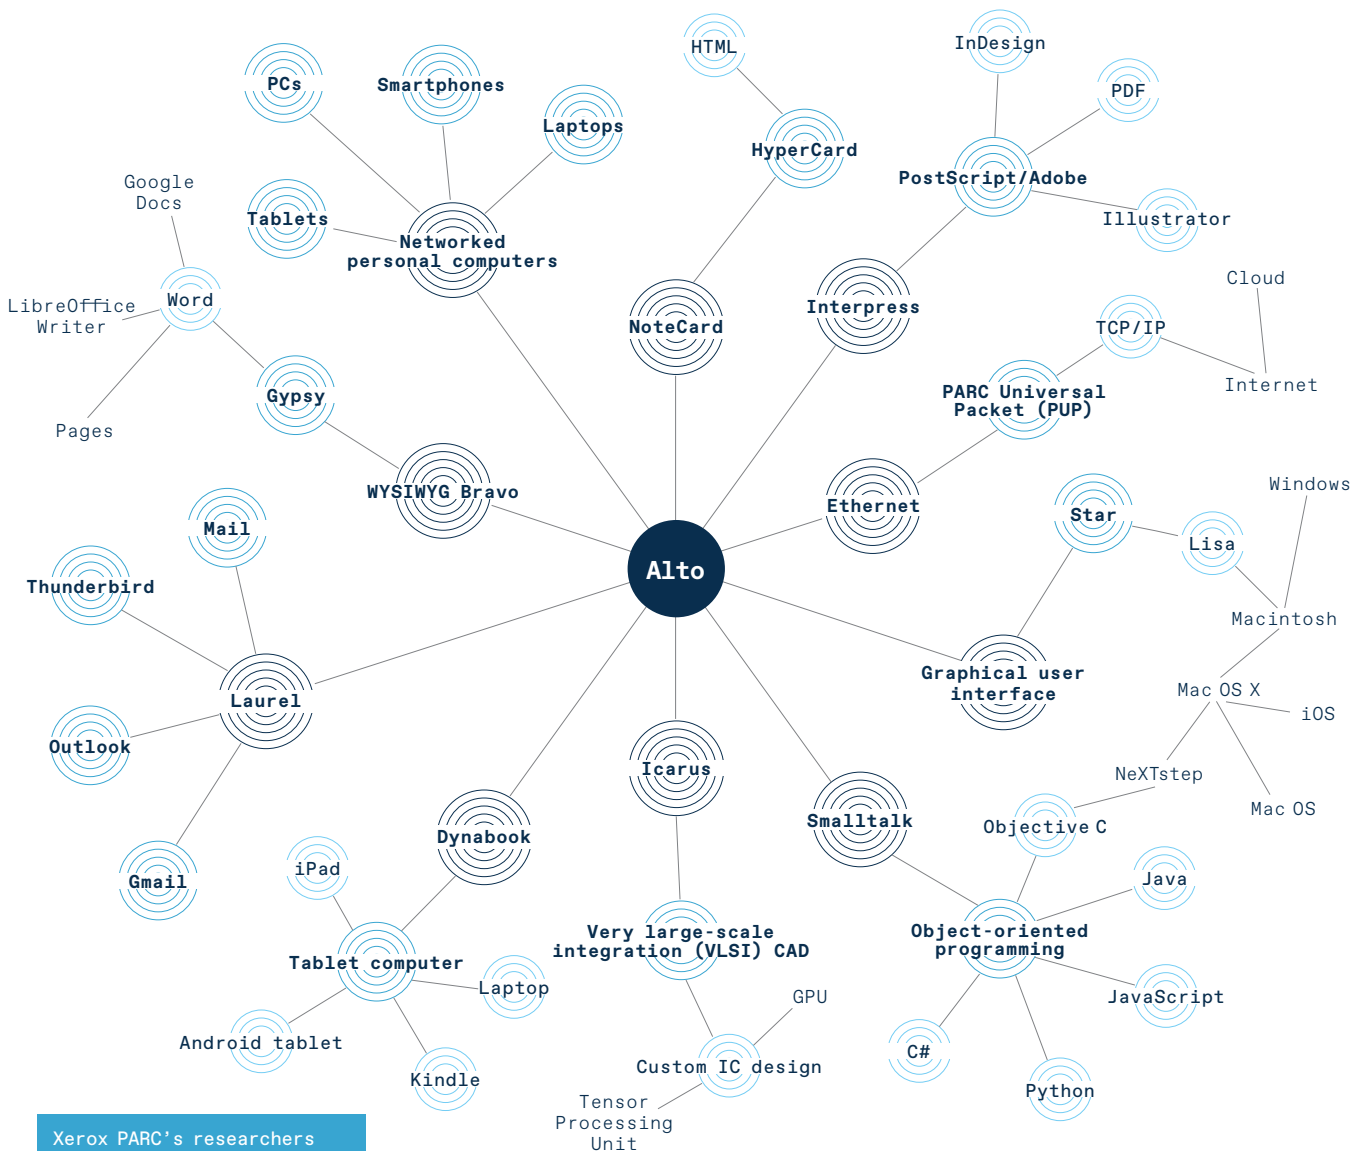 HTML
InDesign
PCs
Smartphones
PDF
Laptops
HyperCard
PostScript/Adobe
Google
Docs
Tablets
Illustrator
Networked
personal computers
Cloud
LibreOffice
Writer
Word
NoteCard
Interpress
TCP/IP
Internet
Gypsy
PARC Universal
Packet (PUP)
Pages
WYSIWYG Bravo
Ethernet
Windows
Star
Mail
Lisa
Alto
Thunderbird
Macintosh
Laurel
Graphical user
interface
Mac OS X
iOS
Outlook
Icarus
NeXTstep
Mac OS
Dynabook
Smalltalk
Objective C
iPad
Gmail
Java
Very large-scale
integration (VLSI) CAD
Object-oriented
programming
Tablet computer
Laptop
GPU
JavaScript
Android tablet
C#
Custom IC design
Kindle
Python
Tensor
Processing
Unit
Xerox PARC’s researchers